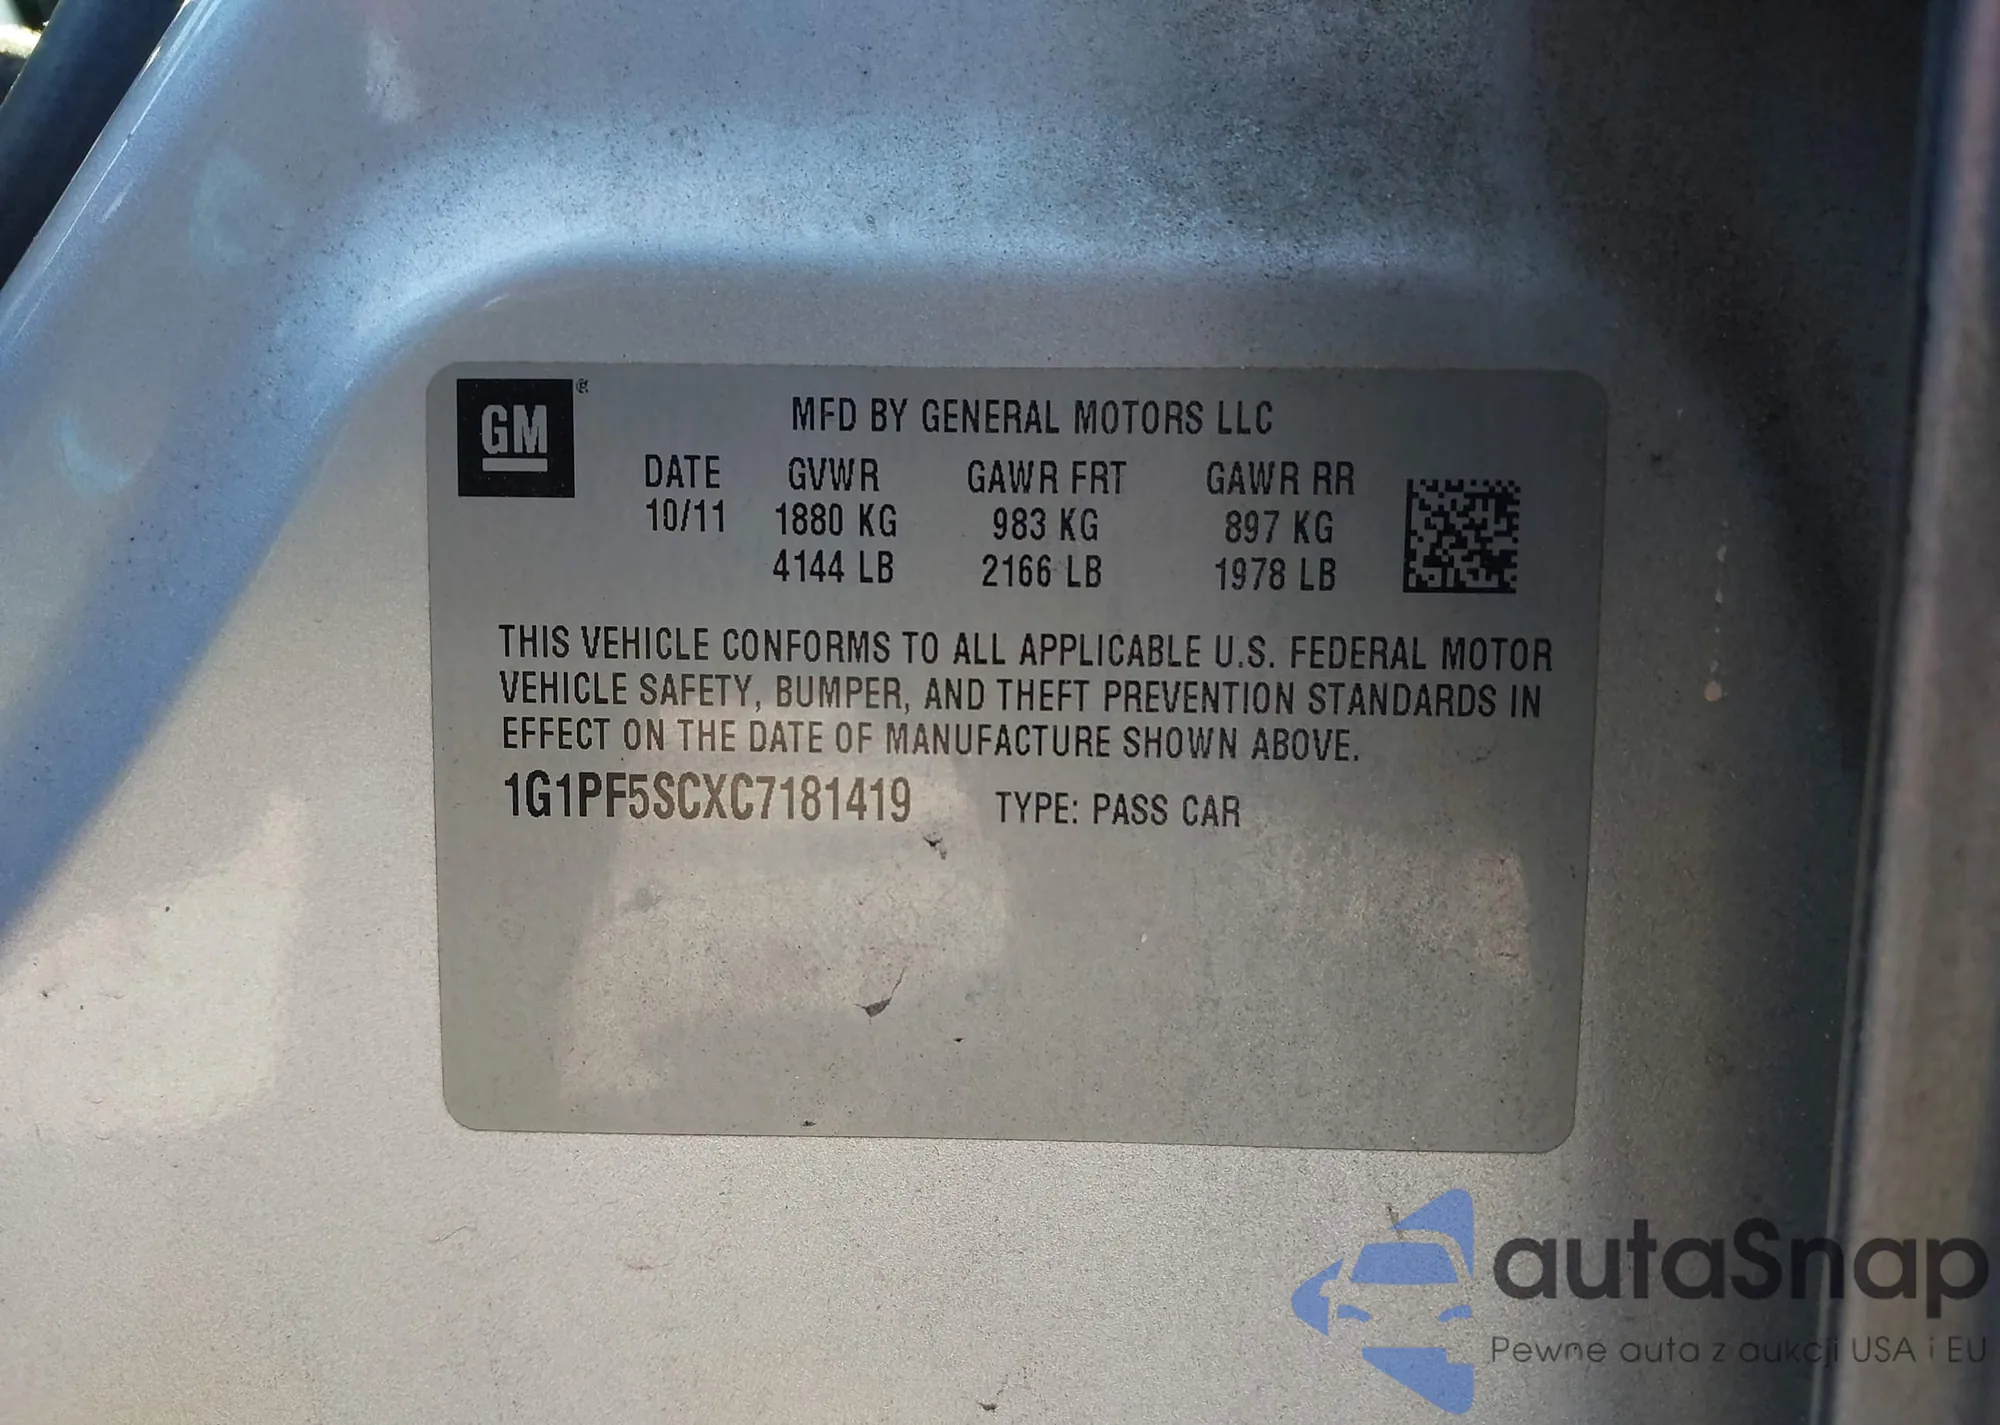 GM®
MFD BY GENERAL MOTORS LLC
DATE GVWR GAWR FRT GAWR RR
10/11 1880 KG 983 KG 897 KG
4144 LB 2166 LB 1978 LB
THIS VEHICLE CONFORMS TO ALL APPLICABLE U.S. FEDERAL MOTOR
VEHICLE SAFETY, BUMPER, AND THEFT PREVENTION STANDARDS IN
EFFECT ON THE DATE OF MANUFACTURE SHOWN ABOVE.
1G1PF5SCXC7181419 TYPE: PASS CAR
autaSnap
Pewne auta z aukcji USA i EU